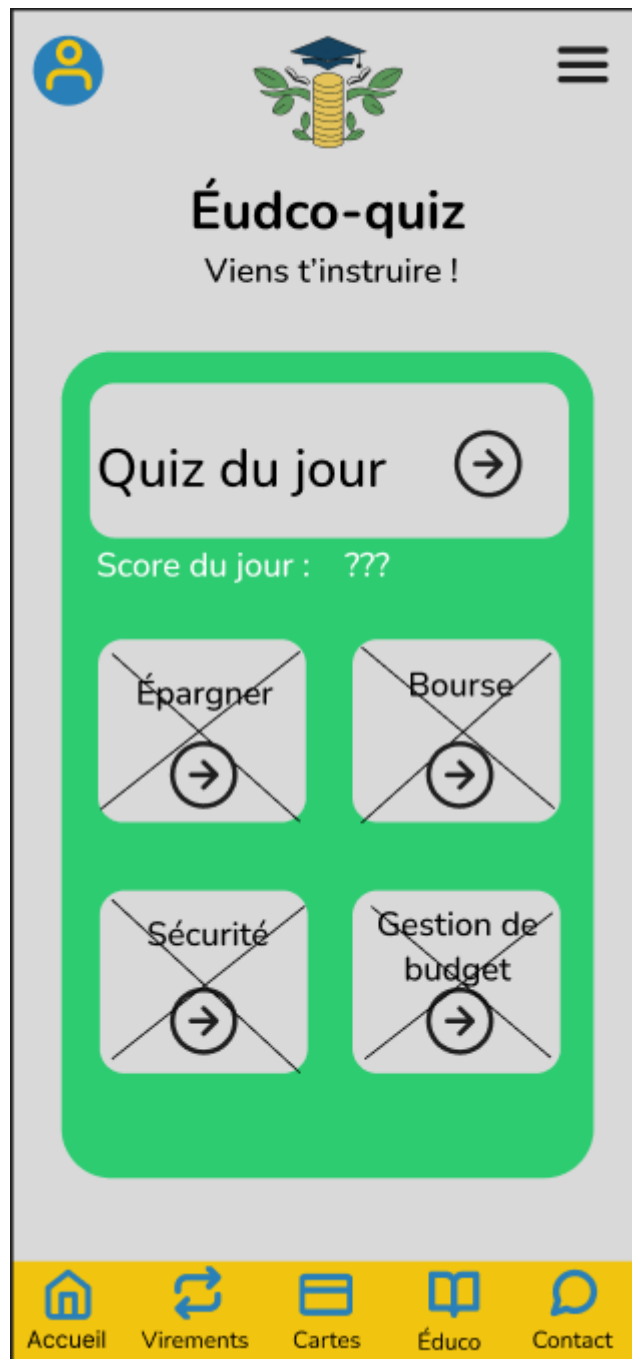 Éudco-quiz
Viens t'instruire !
Quiz du jour
Score du jour : ???
Épargner
Bourse
Sécurité
Gestion de
budget
Accueil
Virements
Cartes
Éduco
Contact